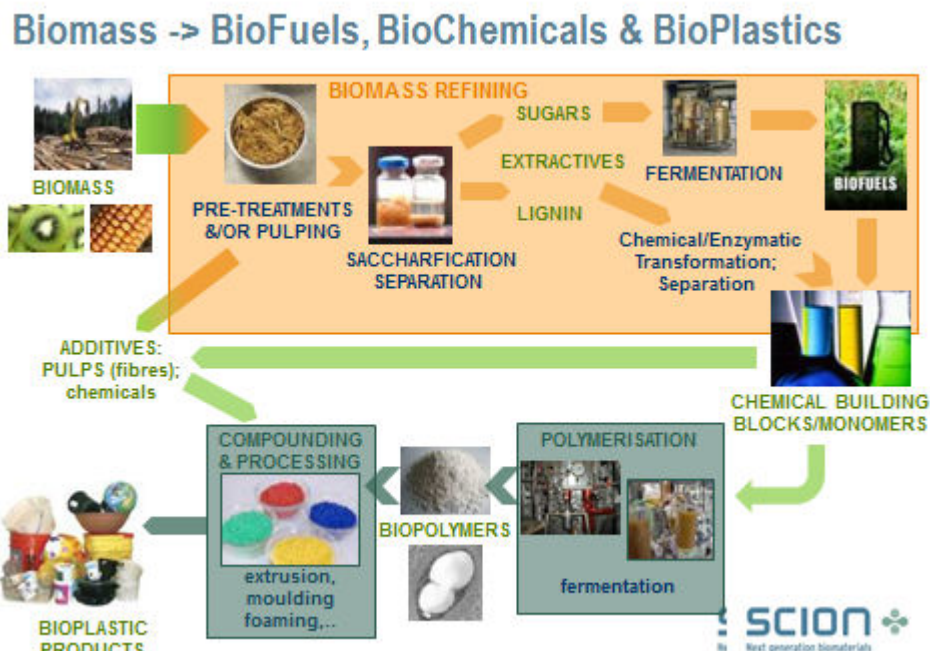 Biomass -> BioFuels, BioChemicals & BioPlastics
BIOMASS REFINING
SUGARS
EXTRACTIVES
LIGNIN
FERMENTATION
BIOFUELS
BIOMASS
PRE-TREATMENTS
&/OR PULPING
SACCHARFICATION
SEPARATION
Chemical/Enzymatic
Transformation;
Separation
ADDITIVES:
PULPS (fibres);
chemicals
CHEMICAL BUILDING
BLOCKS/MONOMERS
COMPOUNDING
& PROCESSING
extrusion,
moulding
foaming,..
BIOPOLYMERS
POLYMERISATION
fermentation
BIOPLASTIC
PRODUCTS
SCION
Next generation biomaterials